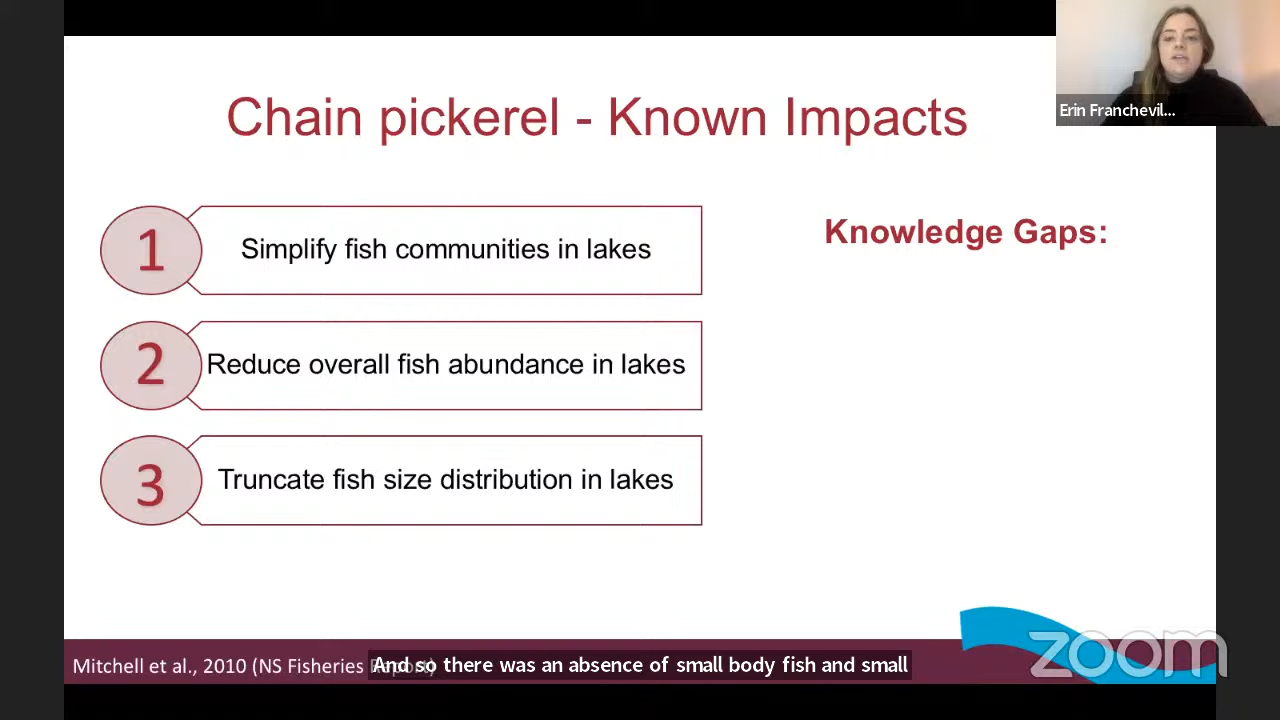 Chain pickerel - Known Impacts
Erin Franchevil...
1
Simplify fish communities in lakes
Knowledge Gaps:
2
Reduce overall fish abundance in lakes
3
Truncate fish size distribution in lakes
Mitchell et al., 2010 (NS Fisheries
And so there was an absence of small body fish and small
zoom